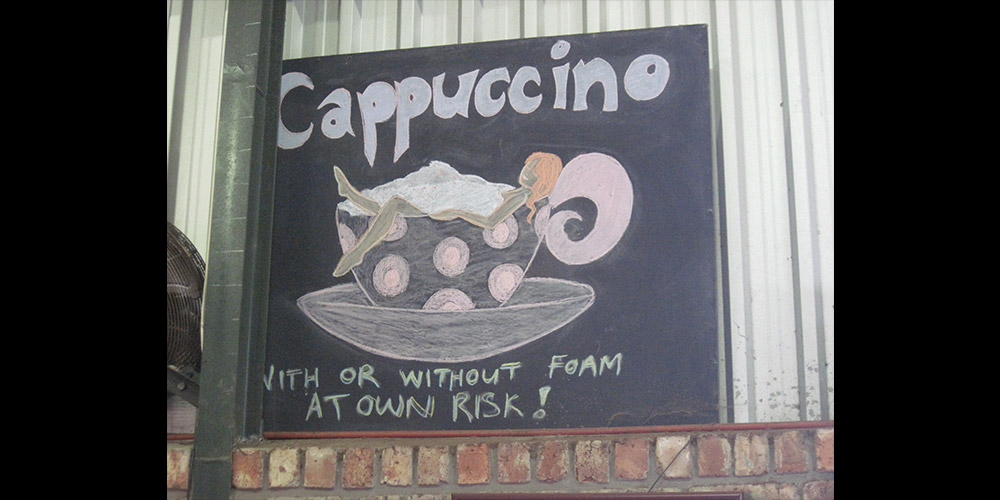 Cappuccino
WITH OR WITHOUT FOAM
AT OWN RISK!